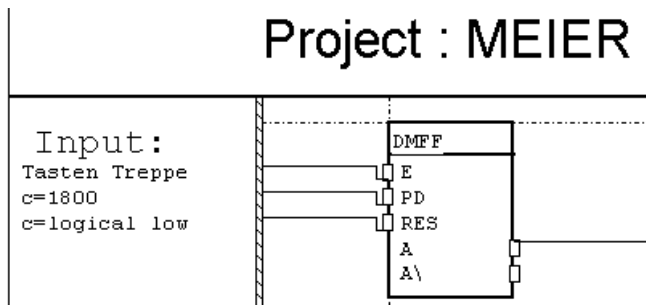 Project : MEIER
Input:
DMFF
Tasten Treppe
E
c=1800
PD
c=logical low
RES
A
A\